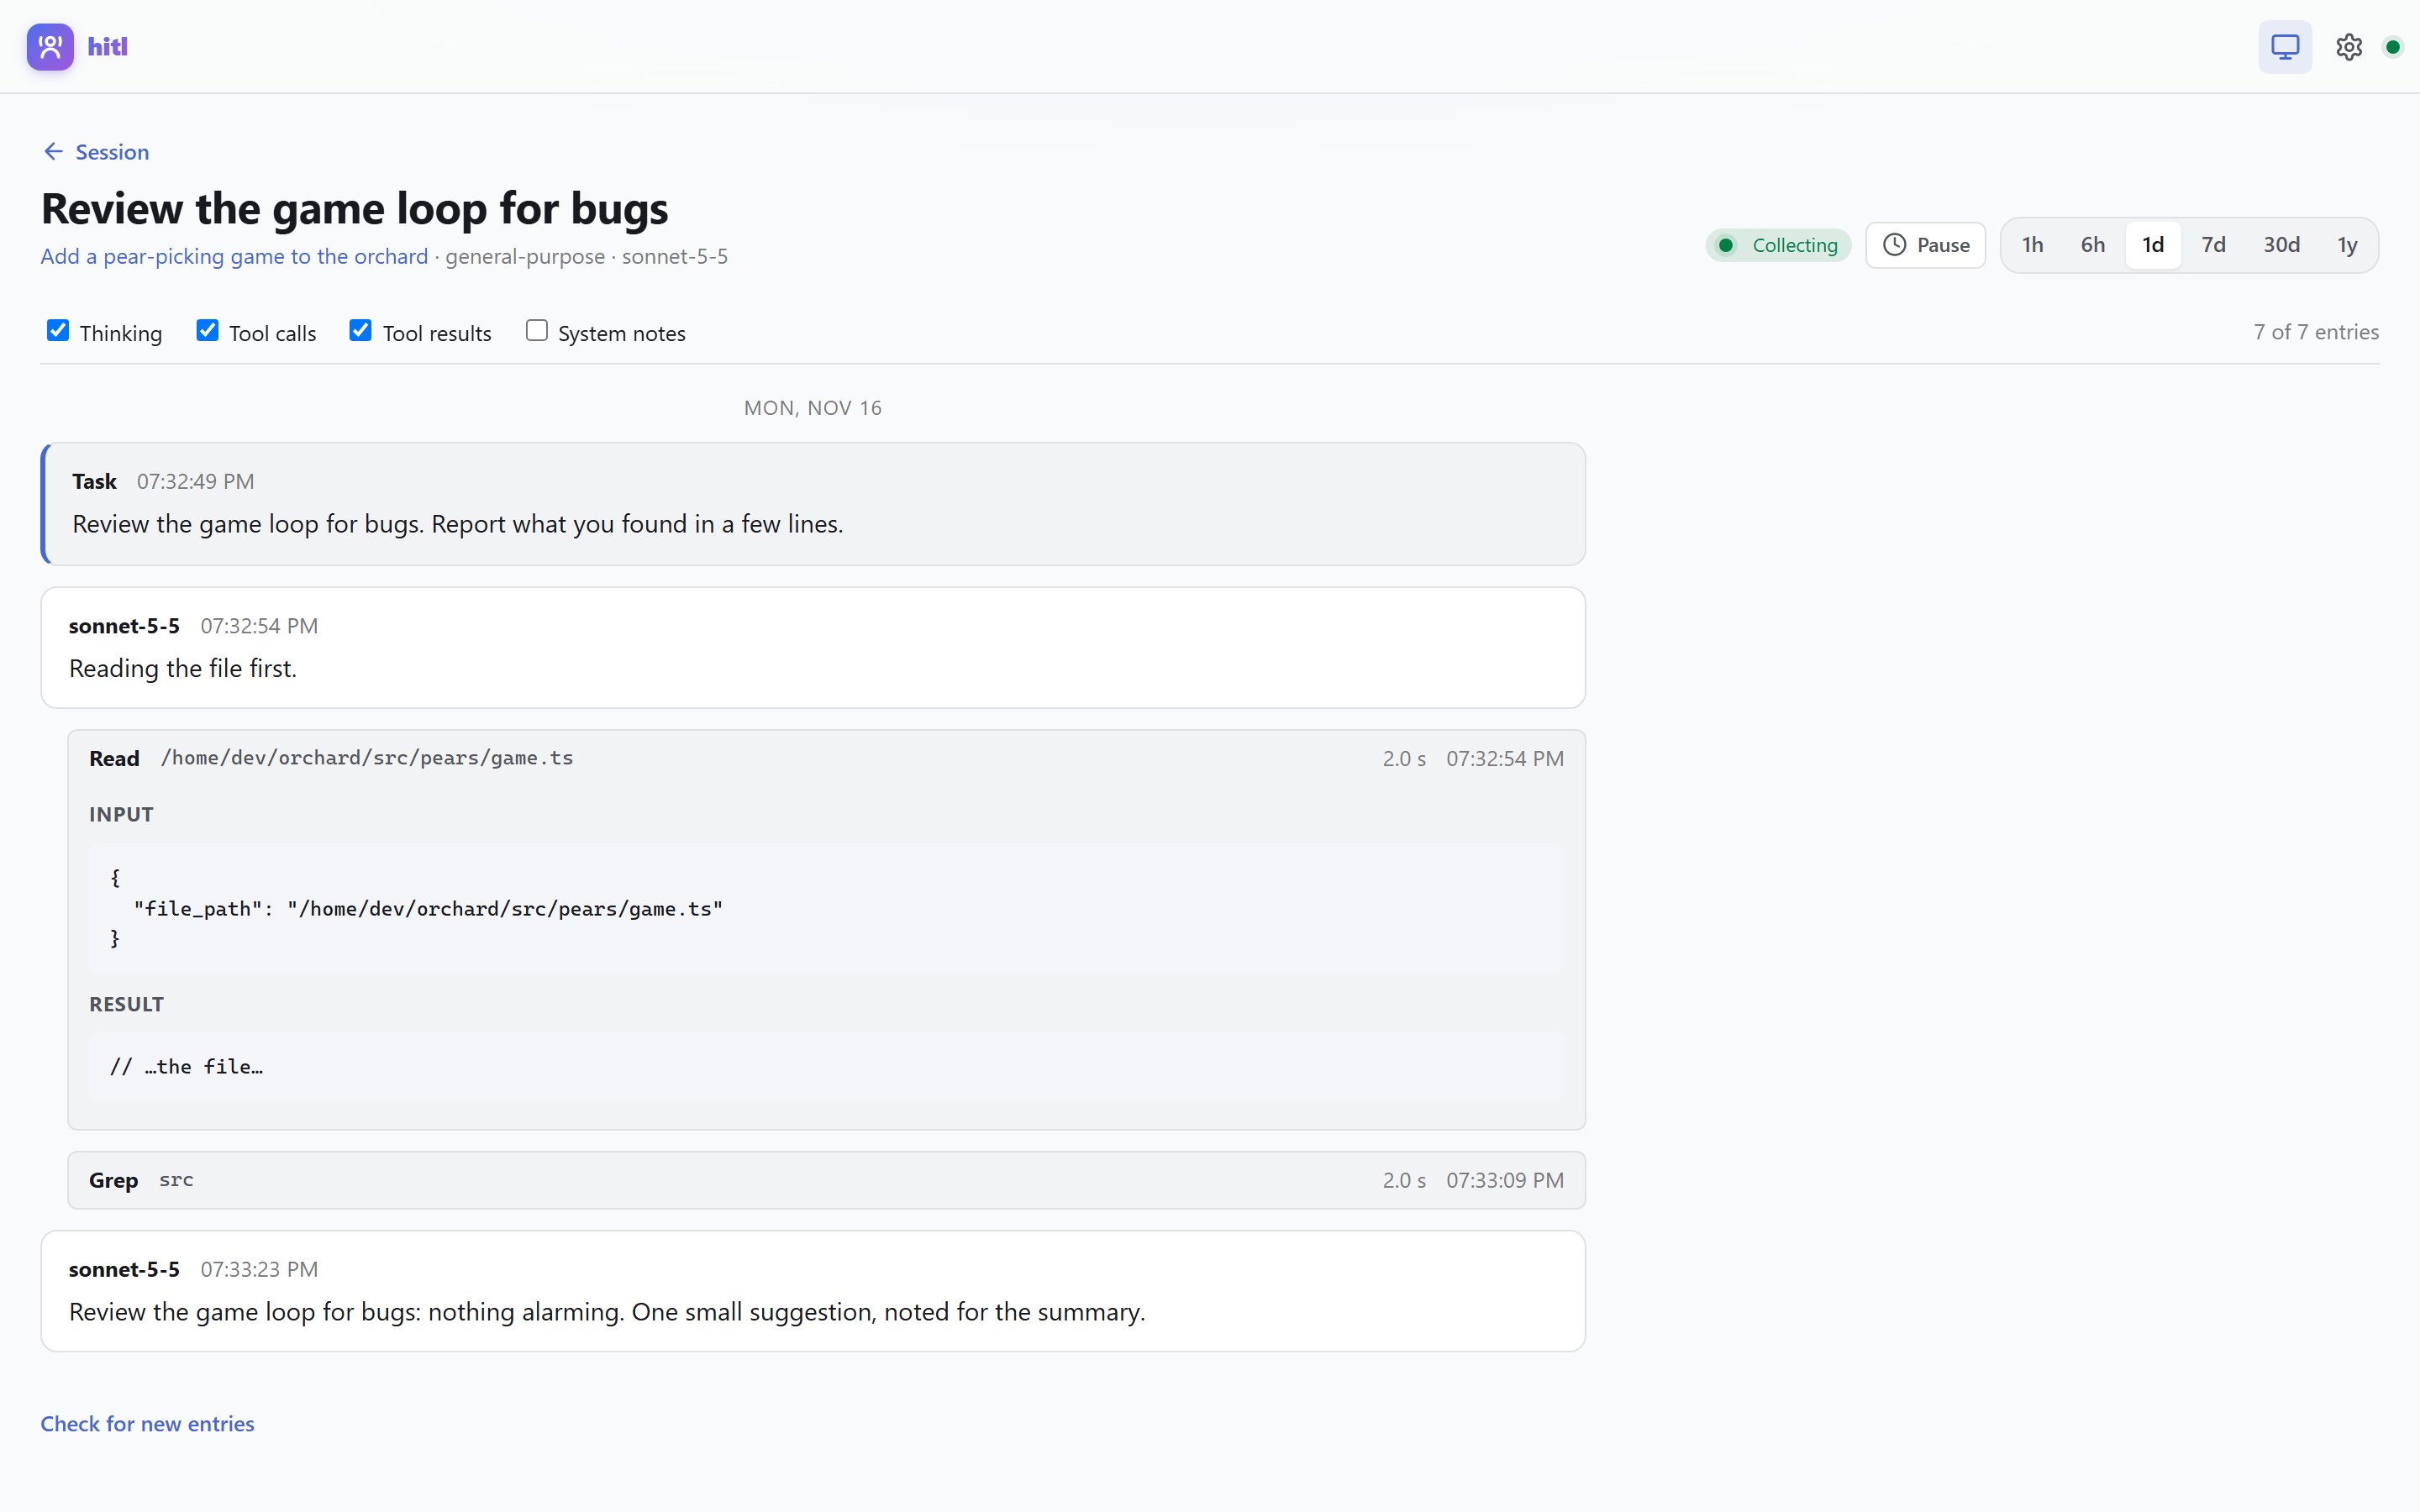 hitl
Session
Review the game loop for bugs
Add a pear-picking game to the orchard · general-purpose · sonnet-5-5
Collecting
Pause
1h 6h 1d 7d 30d 1y
Thinking Tool calls Tool results System notes
7 of 7 entries
MON, NOV 16
Task 07:32:49 PM
Review the game loop for bugs. Report what you found in a few lines.
sonnet-5-5 07:32:54 PM
Reading the file first.
Read /home/dev/orchard/src/pears/game.ts 2.0 s 07:32:54 PM
INPUT
{
"file_path": "/home/dev/orchard/src/pears/game.ts"
}
RESULT
// …the file…
Grep src 2.0 s 07:33:09 PM
sonnet-5-5 07:33:23 PM
Review the game loop for bugs: nothing alarming. One small suggestion, noted for the summary.
Check for new entries